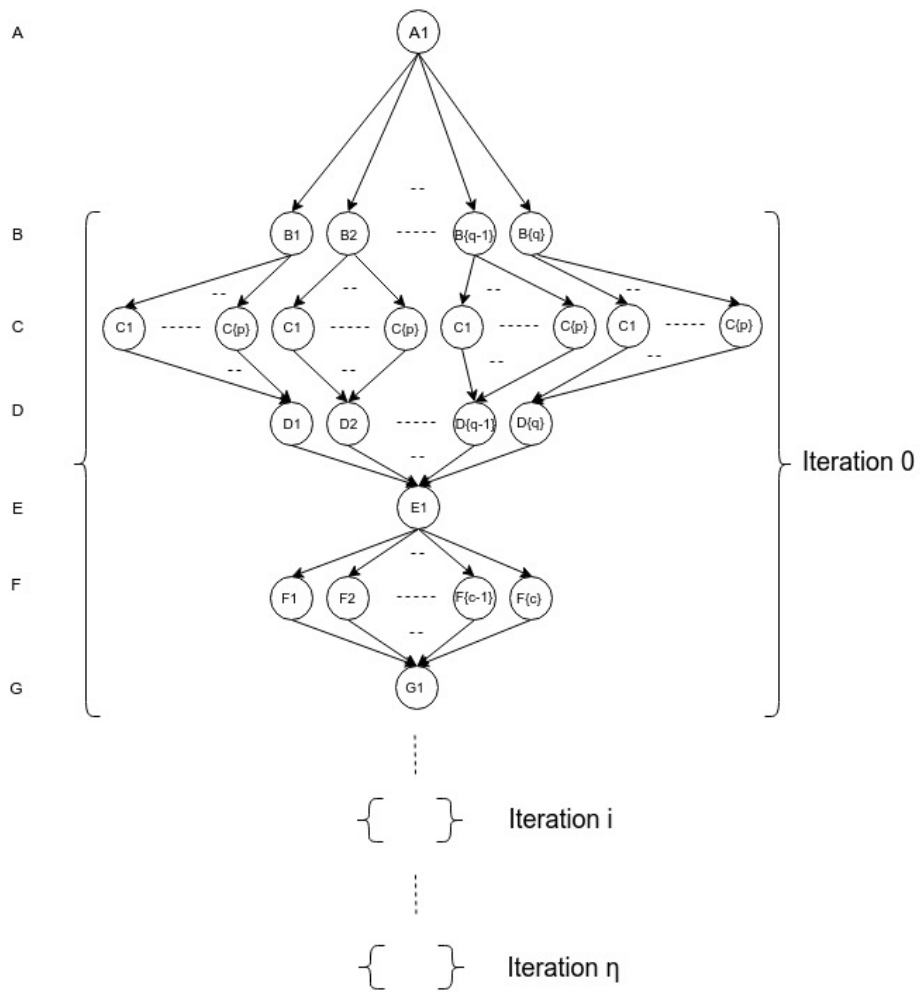 A A1
B B1 B2 -- ----- B{q-1} B{q}
C C1 ----- C{p} C1 ----- C{p} C1 ----- C{p} C1 ----- C{p}
D D1 D2 ----- D{q-1} D{q}
Iteration 0
E E1
F F1 F2 ----- F{c-1} F{c}
G G1
Iteration i
Iteration η